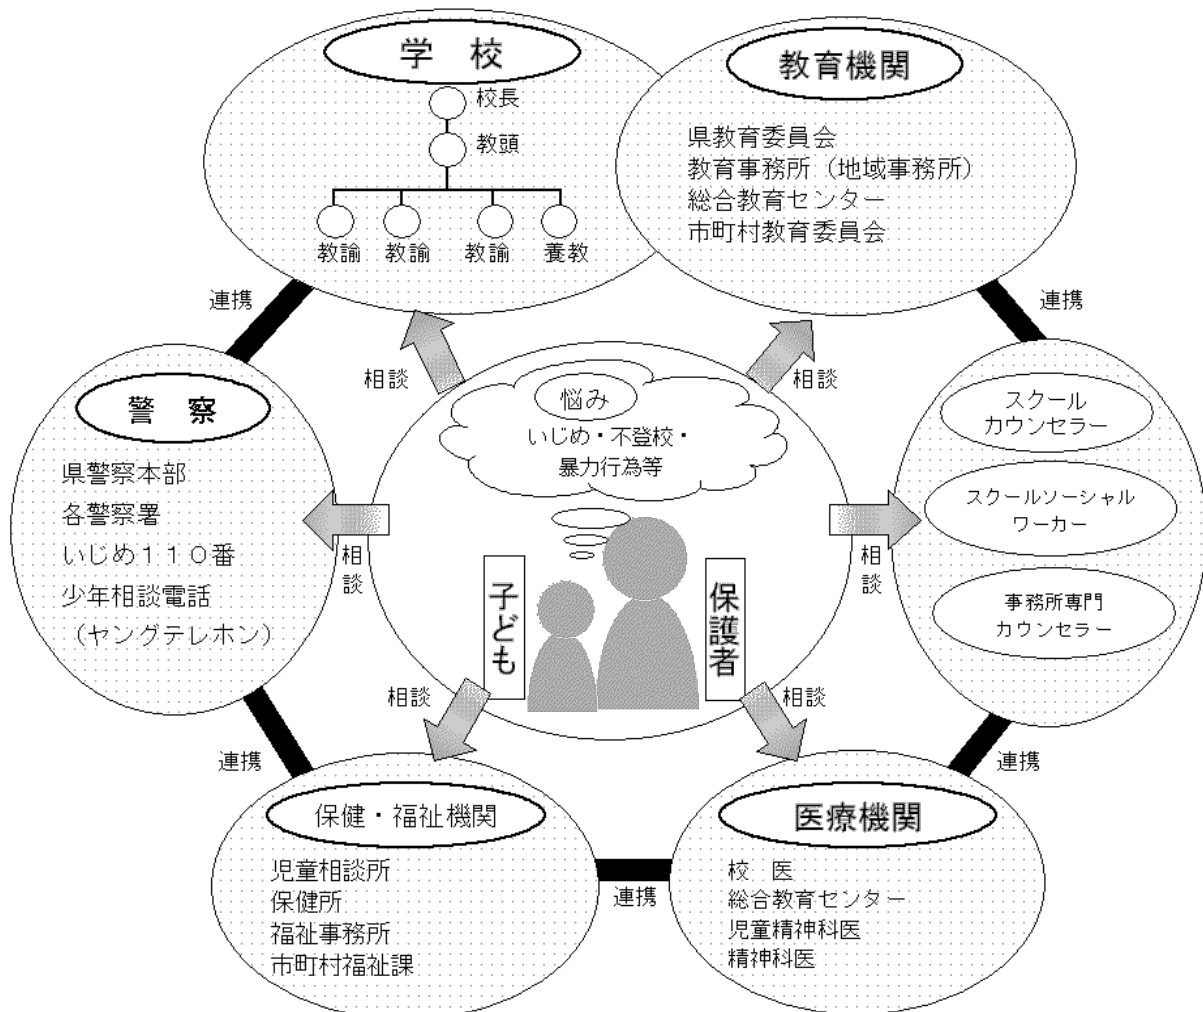 学　校
校長
教頭
教諭
教諭
教諭
養教
教育機関
県教育委員会
教育事務所（地域事務所）
総合教育センター
市町村教育委員会
連携
連携
相談
相談
警　察
県警察本部
各警察署
いじめ１１０番
少年相談電話
（ヤングテレホン）
相談
悩み
いじめ・不登校・
暴力行為等
子ども
保護者
相談
スクール
カウンセラー
スクールソーシャル
ワーカー
事務所専門
カウンセラー
相談
相談
連携
連携
保健・福祉機関
児童相談所
保健所
福祉事務所
市町村福祉課
連携
医療機関
校　医
総合教育センター
児童精神科医
精神科医